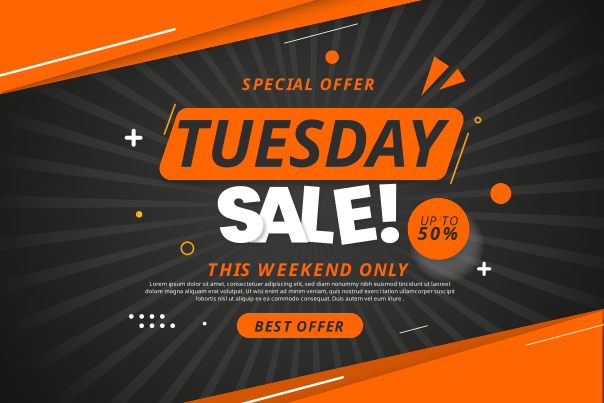 SPECIAL OFFER
TUESDAY
SALE!
UP TO
50%
THIS WEEKEND ONLY
Lorem ipsum dolor sit amet, consectetuer adipiscing elit, sed diam nonummy nibh euismod tincidunt ut laoreet
dolore magna aliquam erat volutpat. Ut wisi enim ad minim veniam, quis nostrud exerci tation ullamcorper suscipit
lobortis nisl ut aliquip ex ea commodo consequat. Duis autem vel eum iriure .
BEST OFFER